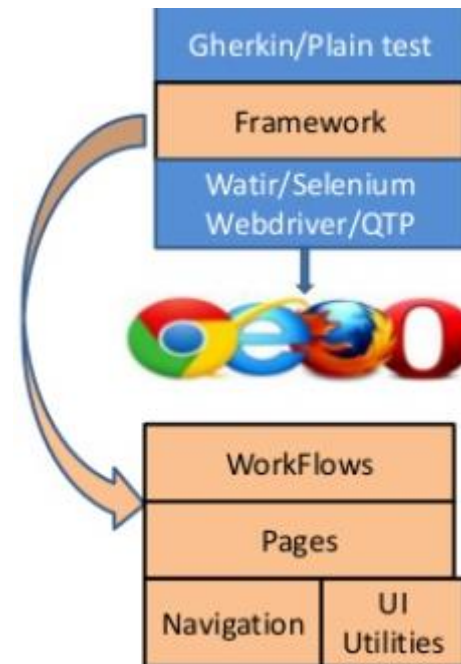 Gherkin/Plain test
Framework
Watir/Selenium
Webdriver/QTP
WorkFlows
Pages
Navigation
UI
Utilities